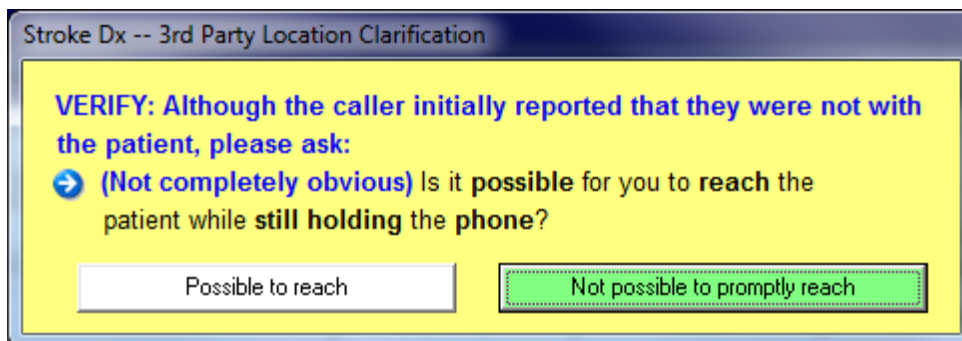 Stroke Dx -- 3rd Party Location Clarification
VERIFY: Although the caller initially reported that they were not with
the patient, please ask:
(Not completely obvious) Is it possible for you to reach the
patient while still holding the phone?
Possible to reach
Not possible to promptly reach